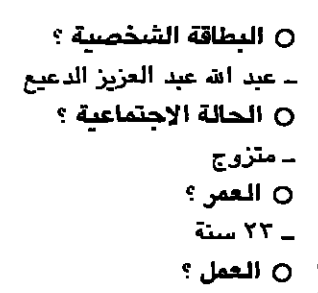 ○ البطاقة الشخصية ؟
ـ عبد الله عبد العزيز الدعيع
○ الحالة الاجتماعية ؟
ـ متزوج
○ العمر ؟
ـ ٢٣ سنة
○ العمل ؟